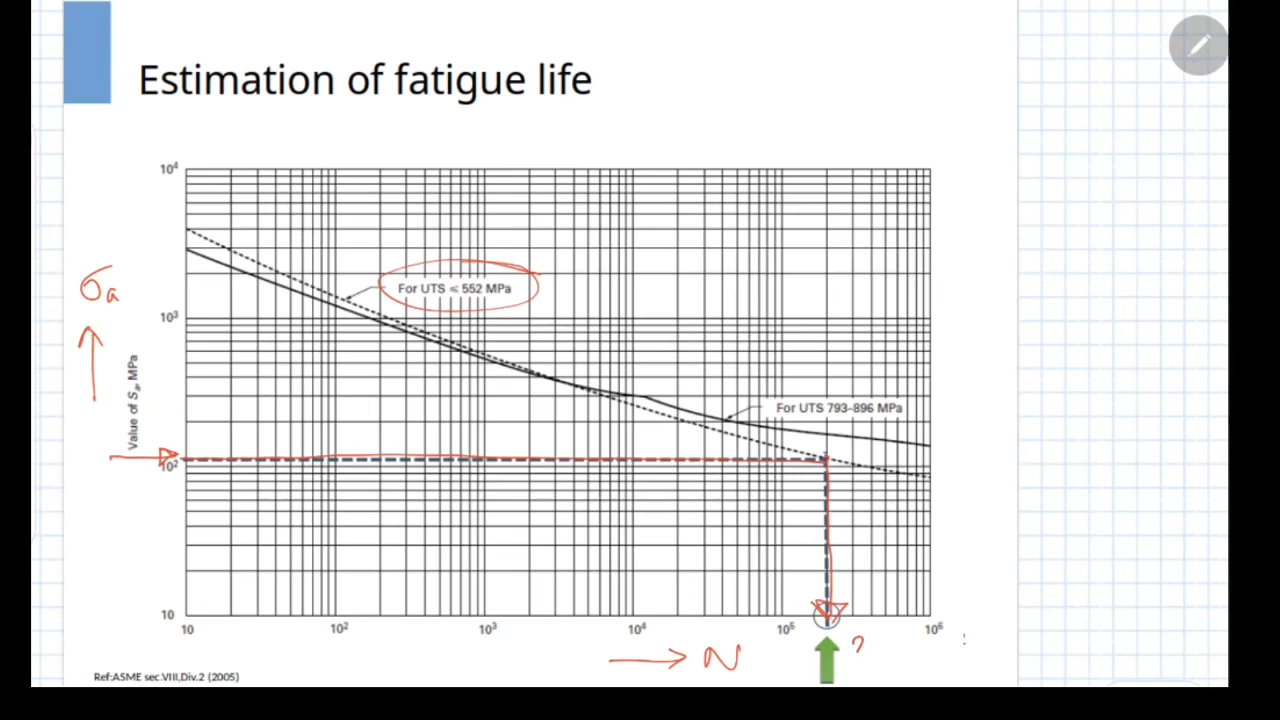 Estimation of fatigue life
10⁴
For UTS ≤ 552 MPa
σa
10³
Value of Sa, MPa
For UTS 793–896 MPa
10²
10
10 10² 10³ 10⁴ 10⁵ 10⁶
→ N
?
Ref:ASME sec.VIII,Div.2 (2005)